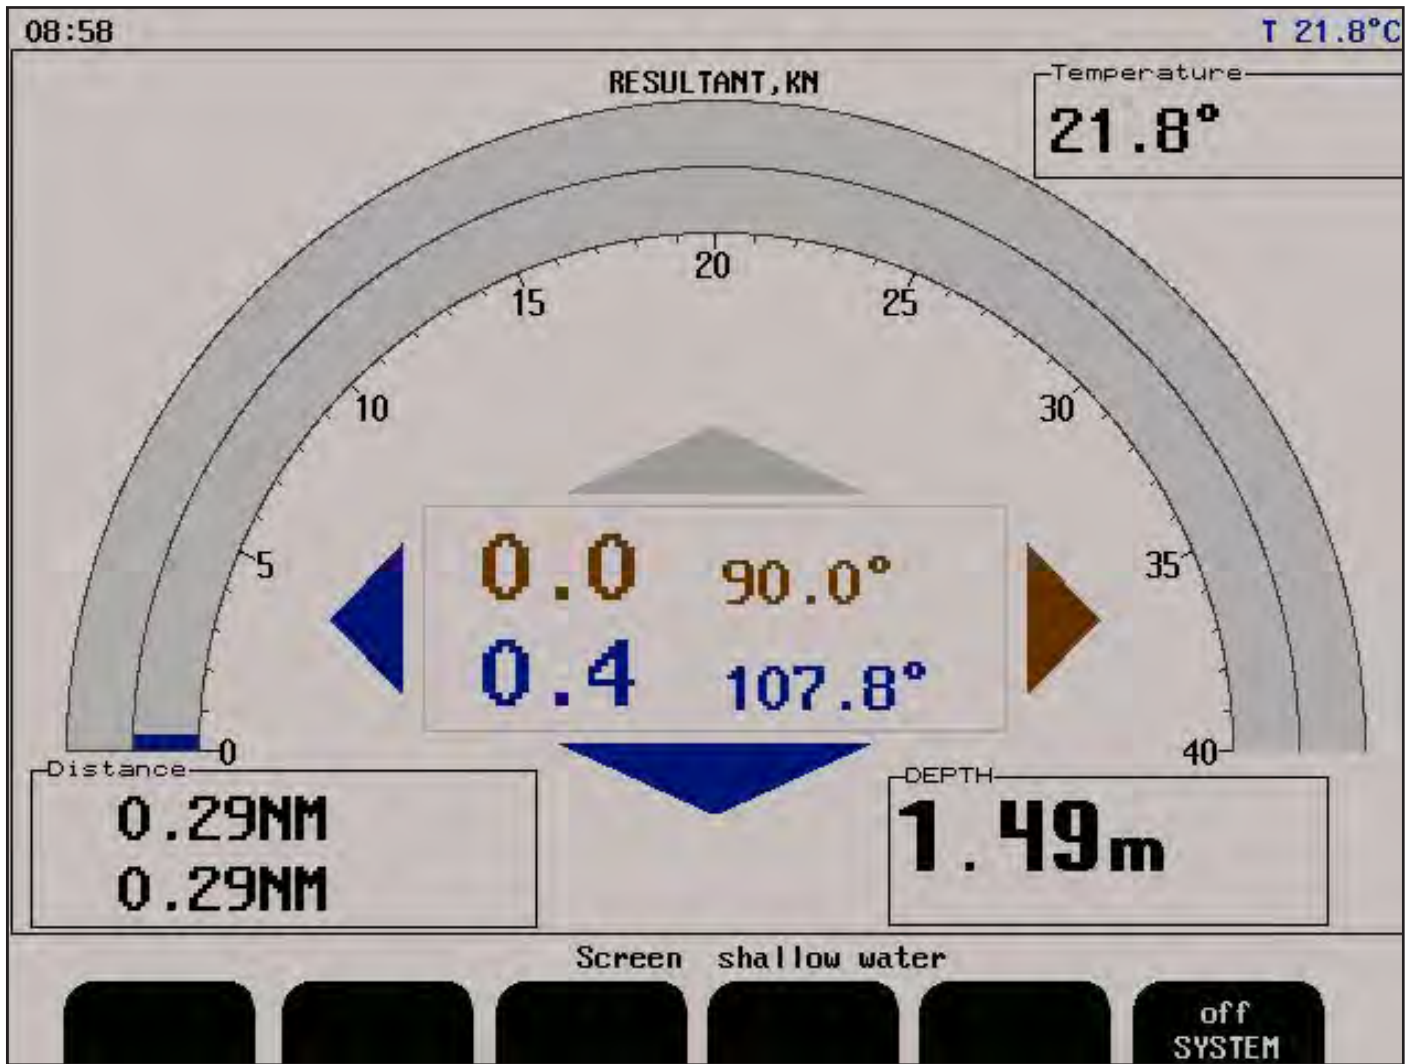 08:58
T 21.8°C
RESULTANT,KN
Temperature
21.8°
20
15
25
10
30
5
35
0.0 90.0°
0.4 107.8°
0
40
Distance
0.29NM
0.29NM
DEPTH
1.49m
Screen shallow water
off
SYSTEM